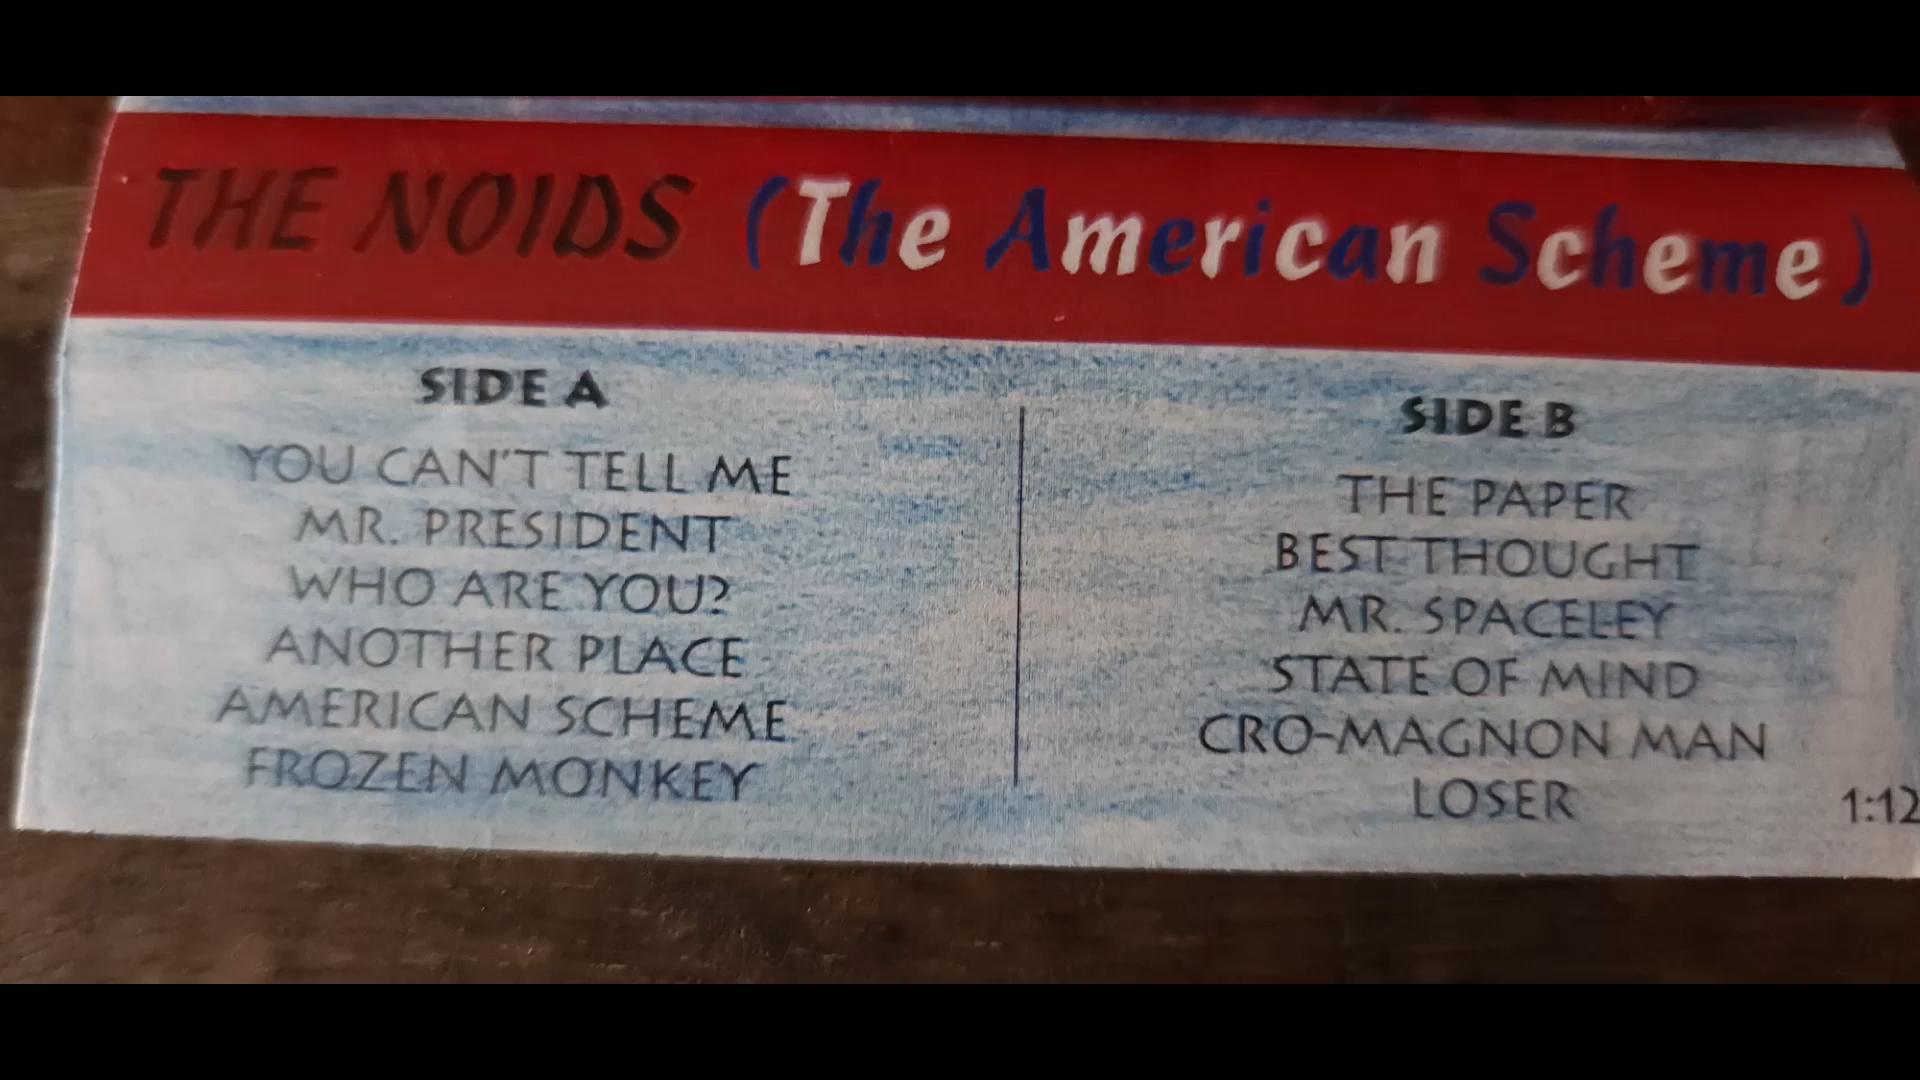 THE NOIDS (The American Scheme)
SIDE A
YOU CAN'T TELL ME
MR. PRESIDENT
WHO ARE YOU?
ANOTHER PLACE
AMERICAN SCHEME
FROZEN MONKEY
SIDE B
THE PAPER
BEST THOUGHT
MR. SPACELEY
STATE OF MIND
CRO-MAGNON MAN
LOSER
1:12